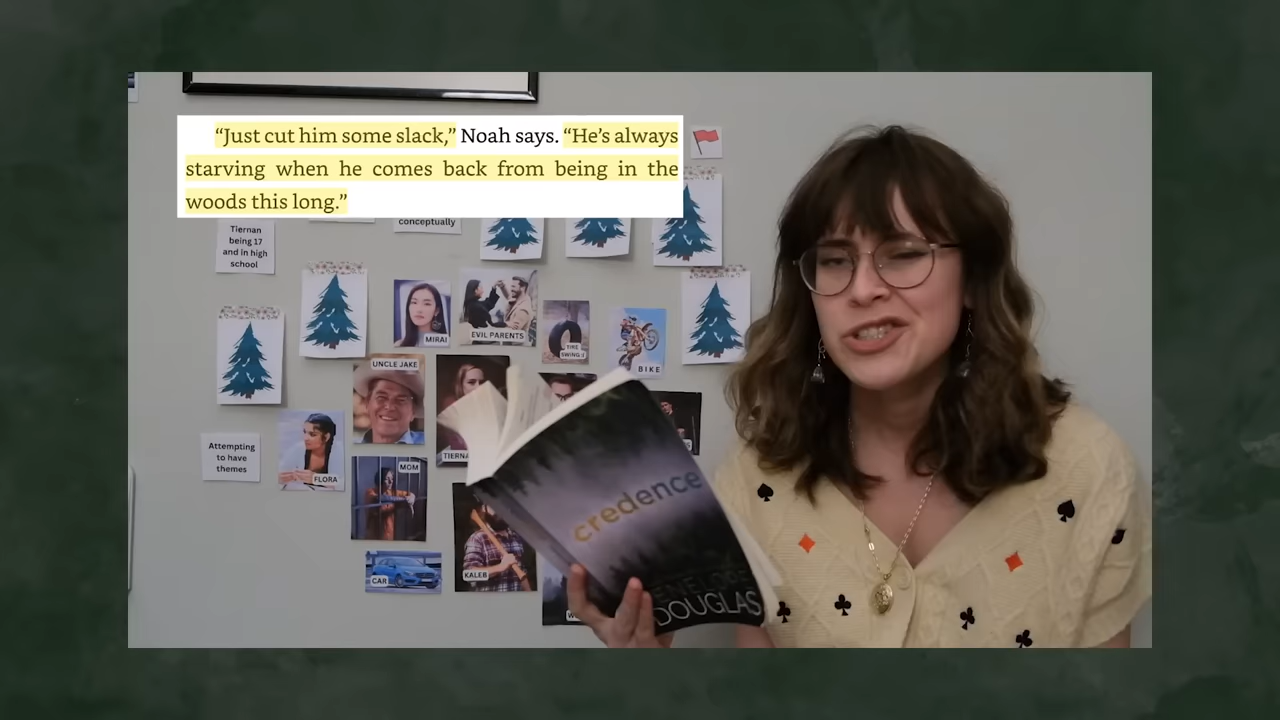 “Just cut him some slack,” Noah says. “He’s always
starving when he comes back from being in the
woods this long.”
conceptually
Tiernan
being 17
and in high
school
MIRAI
EVIL PARENTS
TIRE
SWING :(
BIKE
UNCLE JAKE
Attempting
to have
themes
FLORA
MOM
CAR
KALEB
credence
DOUGLAS